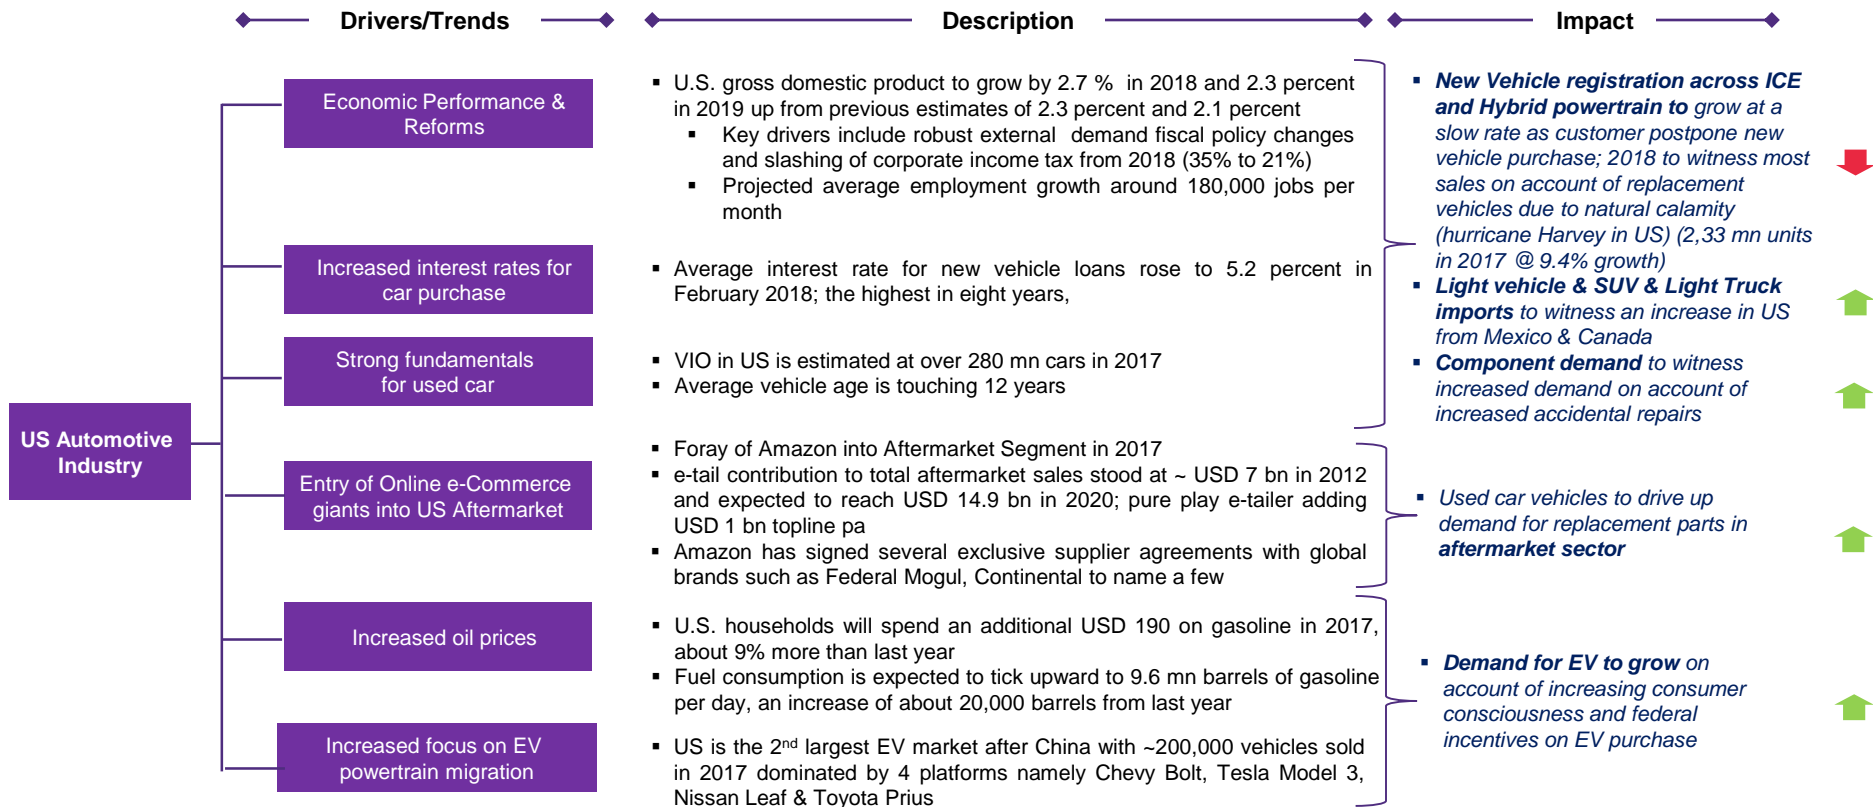 Drivers/Trends
Description
Impact
US Automotive
Industry
Economic Performance &
Reforms
Increased interest rates for
car purchase
Strong fundamentals
for used car
Entry of Online e-Commerce
giants into US Aftermarket
Increased oil prices
Increased focus on EV
powertrain migration
▪ U.S. gross domestic product to grow by 2.7 % in 2018 and 2.3 percent
in 2019 up from previous estimates of 2.3 percent and 2.1 percent
▪ Key drivers include robust external demand fiscal policy changes
and slashing of corporate income tax from 2018 (35% to 21%)
▪ Projected average employment growth around 180,000 jobs per
month
▪ Average interest rate for new vehicle loans rose to 5.2 percent in
February 2018; the highest in eight years,
▪ VIO in US is estimated at over 280 mn cars in 2017
▪ Average vehicle age is touching 12 years
▪ Foray of Amazon into Aftermarket Segment in 2017
▪ e-tail contribution to total aftermarket sales stood at ~ USD 7 bn in 2012
and expected to reach USD 14.9 bn in 2020; pure play e-tailer adding
USD 1 bn topline pa
▪ Amazon has signed several exclusive supplier agreements with global
brands such as Federal Mogul, Continental to name a few
▪ U.S. households will spend an additional USD 190 on gasoline in 2017,
about 9% more than last year
▪ Fuel consumption is expected to tick upward to 9.6 mn barrels of gasoline
per day, an increase of about 20,000 barrels from last year
▪ US is the 2nd largest EV market after China with ~200,000 vehicles sold
in 2017 dominated by 4 platforms namely Chevy Bolt, Tesla Model 3,
Nissan Leaf & Toyota Prius
▪ New Vehicle registration across ICE
and Hybrid powertrain to grow at a
slow rate as customer postpone new
vehicle purchase; 2018 to witness most
sales on account of replacement
vehicles due to natural calamity
(hurricane Harvey in US) (2,33 mn units
in 2017 @ 9.4% growth)
▪ Light vehicle & SUV & Light Truck
imports to witness an increase in US
from Mexico & Canada
▪ Component demand to witness
increased demand on account of
increased accidental repairs
▪ Used car vehicles to drive up
demand for replacement parts in
aftermarket sector
▪ Demand for EV to grow on
account of increasing consumer
consciousness and federal
incentives on EV purchase